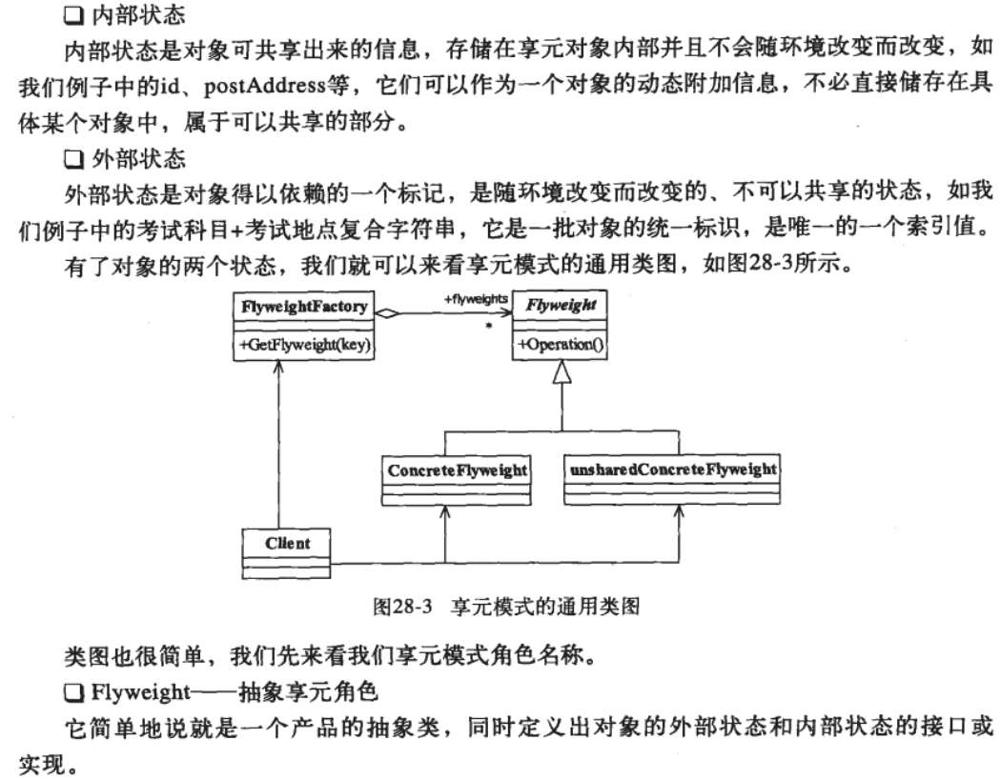 ❑ 内部状态
内部状态是对象可共享出来的信息，存储在享元对象内部并且不会随环境改变而改变，如
我们例子中的id、postAddress等，它们可以作为一个对象的动态附加信息，不必直接储存在具
体某个对象中，属于可以共享的部分。
❑ 外部状态
外部状态是对象得以依赖的一个标记，是随环境改变而改变的、不可以共享的状态，如我
们例子中的考试科目+考试地点复合字符串，它是一批对象的统一标识，是唯一的一个索引值。
有了对象的两个状态，我们就可以来看享元模式的通用类图，如图28-3所示。
FlyweightFactory
+GetFlyweight(key)
+flyweights
*
Flyweight
+Operation()
ConcreteFlyweight
unsharedConcreteFlyweight
Client
图28-3 享元模式的通用类图
类图也很简单，我们先来看我们享元模式角色名称。
❑ Flyweight——抽象享元角色
它简单地说就是一个产品的抽象类，同时定义出对象的外部状态和内部状态的接口或
实现。